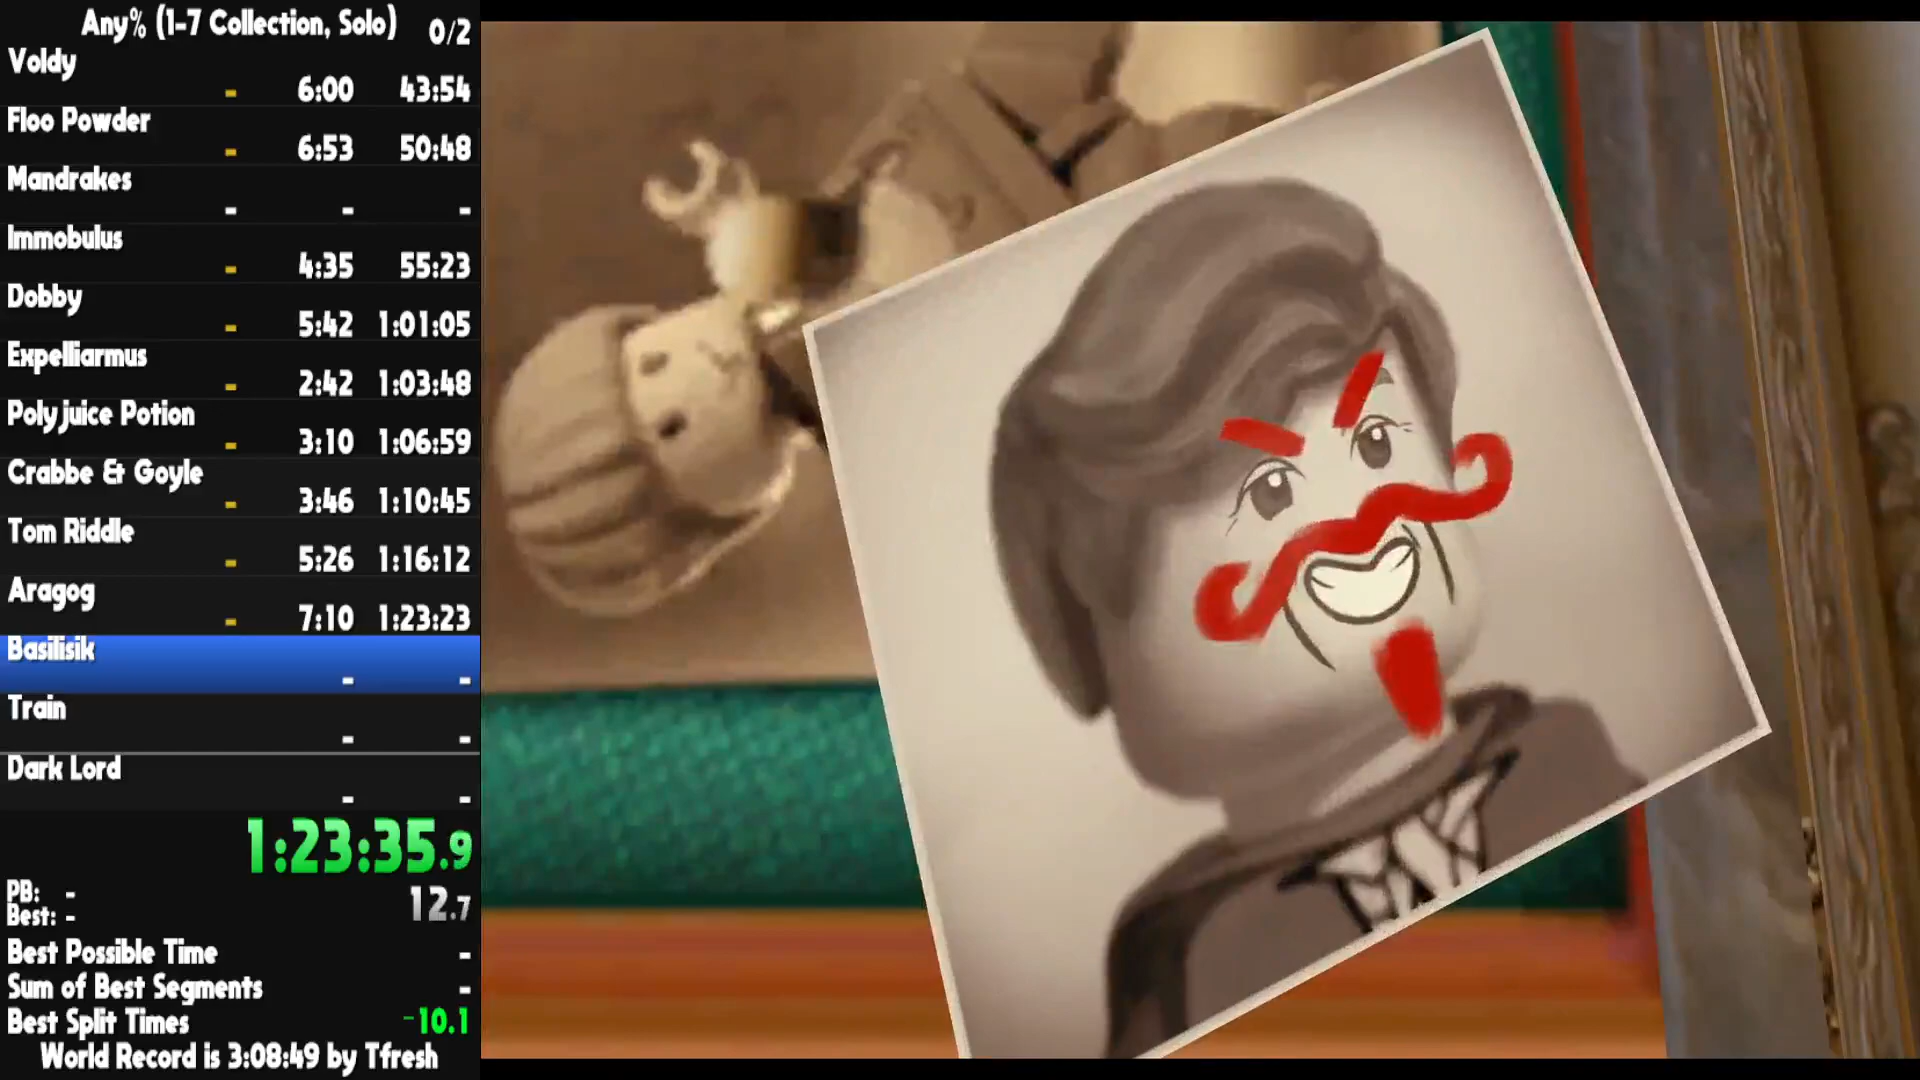 Any% (1-7 Collection, Solo) 0/2
Voldy
- 6:00 43:54
Floo Powder
- 6:53 50:48
Mandrakes
- - -
Immobulus
- 4:35 55:23
Dobby
- 5:42 1:01:05
Expelliarmus
- 2:42 1:03:48
Polyjuice Potion
- 3:10 1:06:59
Crabbe & Goyle
- 3:46 1:10:45
Tom Riddle
- 5:26 1:16:12
Aragog
- 7:10 1:23:23
Basilisik
- -
Train
- -
Dark Lord
- -
1:23:35.9
PB: - 12.7
Best: -
Best Possible Time -
Sum of Best Segments -
Best Split Times -10.1
World Record is 3:08:49 by Tfresh